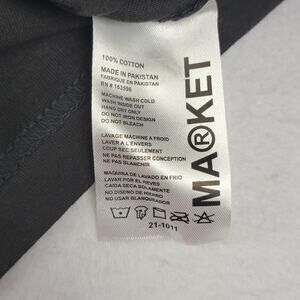 100% COTTON
MADE IN PAKISTAN
FABRIQUE EN PAKISTAN
RN # 163596
MACHINE WASH COLD
WASH INSIDE OUT
HANG DRY ONLY
DO NOT IRON DESIGN
DO NOT BLEACH
LAVAGE MACHINE A FROID
LAVER A L'ENVERS
COUP SEC SEULEMENT
NE PAS REPASSER CONCEPTION
NE PAS BLANCHIR
MAQUINA DE LAVADO EN FRIO
LAVAR POR EL REVES
CAIDA SECA SOLAMENTE
NO DISENO DE HIERRO
NO USAR BLANQUEADOR
21-1011
MA®KET